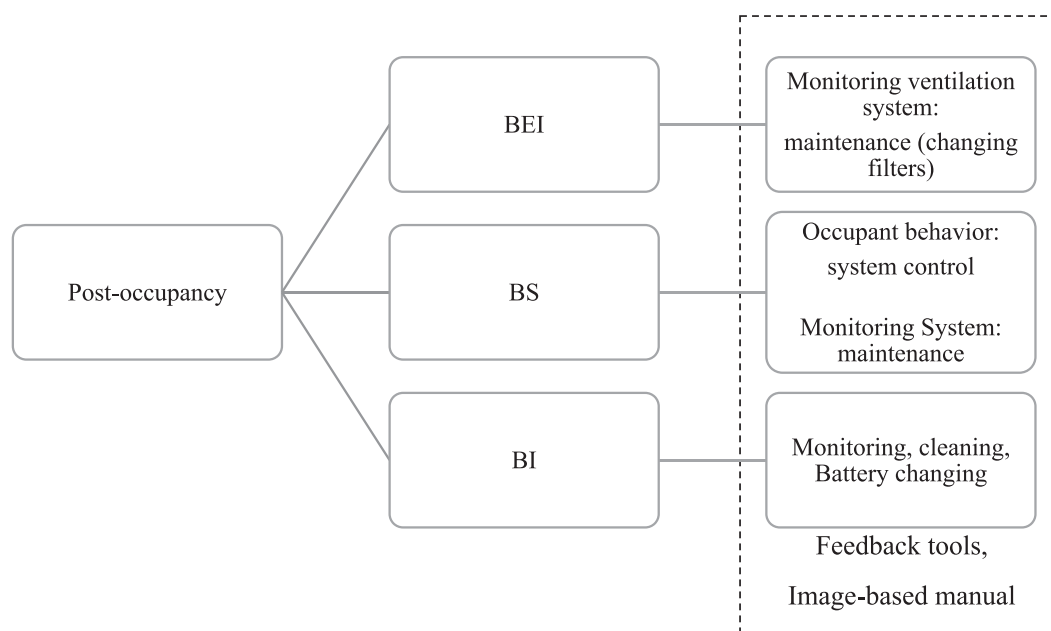 Post-occupancy
BEI
BS
BI
Monitoring ventilation
system:
maintenance (changing
filters)
Occupant behavior:
system control
Monitoring System:
maintenance
Monitoring, cleaning,
Battery changing
Feedback tools,
Image-based manual